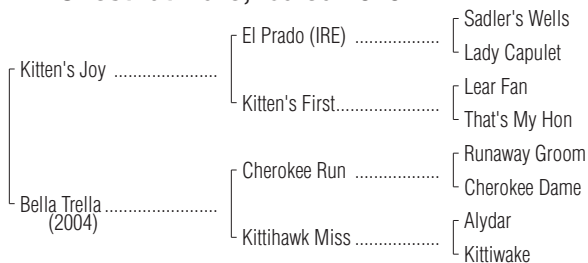 Sadler's Wells
El Prado (IRE) ....................
Lady Capulet
Kitten's Joy ........................
Lear Fan
Kitten's First........................
That's My Hon
Runaway Groom
Cherokee Run ....................
Cherokee Dame
Bella Trella ..........................
(2004)
Alydar
Kittihawk Miss ....................
Kittiwake